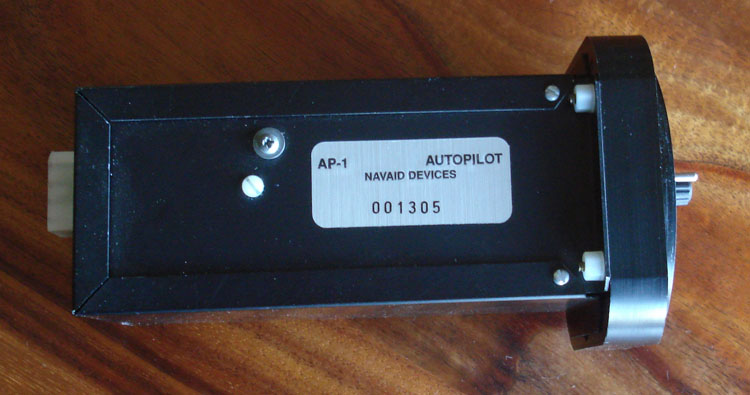 AP-1 AUTOPILOT
NAVAID DEVICES
001305